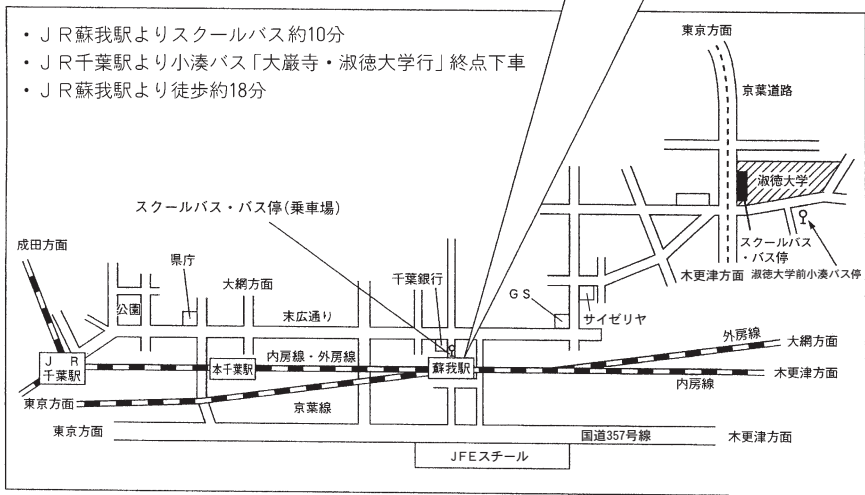 ・JR蘇我駅よりスクールバス約10分
・JR千葉駅より小湊バス「大巌寺・淑徳大学行」終点下車
・JR蘇我駅より徒歩約18分
東京方面
京葉道路
淑徳大学
スクールバス・バス停(乗車場)
スクールバス
・バス停
木更津方面
淑徳大学前小湊バス停
成田方面
県庁
大網方面
千葉銀行
GS
サイゼリヤ
公園
末広通り
外房線
大網方面
JR
千葉駅
本千葉駅
内房線・外房線
蘇我駅
内房線
木更津方面
東京方面
京葉線
東京方面
国道357号線
木更津方面
JFEスチール